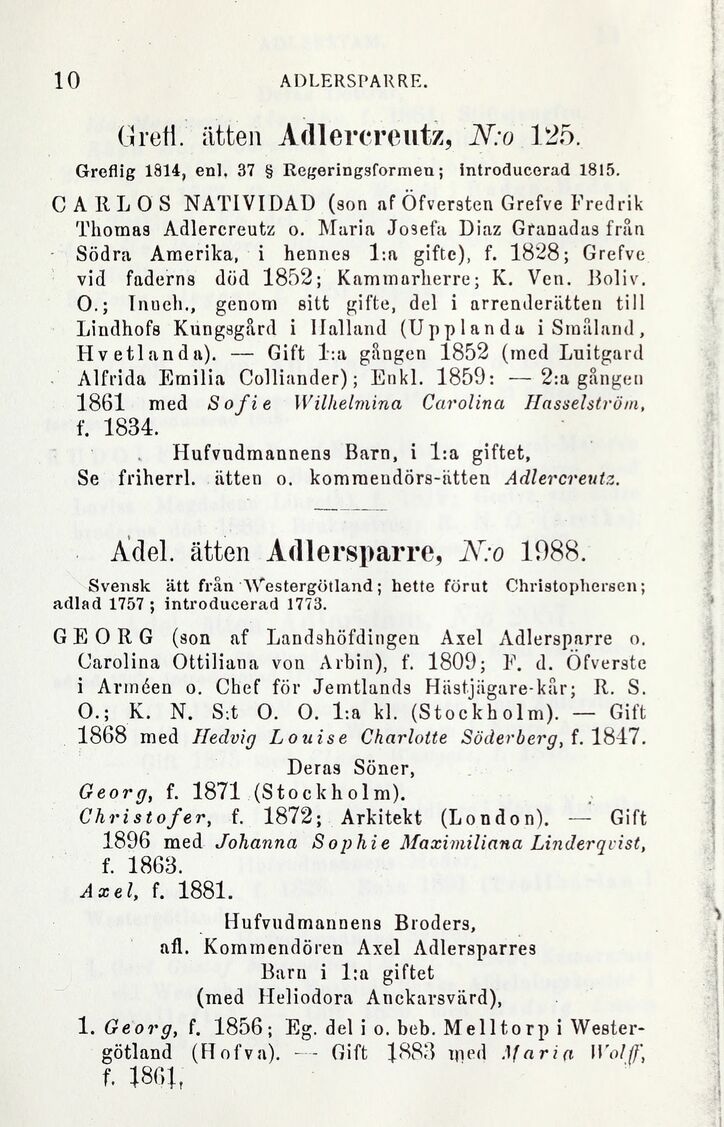 10 ADLERSPARRE.
Grefl. ätten Adlercreutz, N:o 125.
Greflig 1814, enl. 37 § Regeringsformen; introducerad 1815.
CARLOS NATIVIDAD (son af Öfversten Grefve Fredrik
Thomas Adlercreutz o. Maria Josefa Diaz Granadas från
Södra Amerika, i hennes 1:a gifte), f. 1828; Grefve
vid faderns död 1852; Kammarherre; K. Ven. Boliv.
O.; Inneh., genom sitt gifte, del i arrenderätten till
Lindhofs Kungsgård i Halland (Upplanda i Småland,
Hvetlanda). — Gift 1:a gången 1852 (med Luitgard
Alfrida Emilia Colliander); Enkl. 1859: — 2:a gången
1861 med Sofie Wilhelmina Carolina Hasselström,
f. 1834.
Hufvudmannens Barn, i 1:a giftet,
Se friherrl. ätten o. kommendörs-ätten Adlercreutz.
Adel. ätten Adlersparre, N:o 1988.
Svensk ätt från Westergötland; hette förut Christophersen;
adlad 1757; introducerad 1773.
GEORG (son af Landshöfdingen Axel Adlersparre o.
Carolina Ottiliana von Arbin), f. 1809; F. d. Öfverste
i Arméen o. Chef för Jemtlands Hästjägare-kår; R. S.
O.; K. N. S:t O. O. 1:a kl. (Stockholm). — Gift
1868 med Hedvig Louise Charlotte Söderberg, f. 1847.
Deras Söner,
Georg, f. 1871 (Stockholm).
Christofer, f. 1872; Arkitekt (London). — Gift
1896 med Johanna Sophie Maximiliana Linderqvist,
f. 1863.
Axel, f. 1881.
Hufvudmannens Broders,
afl. Kommendören Axel Adlersparres
Barn i 1:a giftet
(med Heliodora Anckarsvärd),
1. Georg, f. 1856; Eg. del i o. beb. Melltorp i Wester-
götland (Hofva). — Gift 1883 med Maria Wolff,
f. 1861,